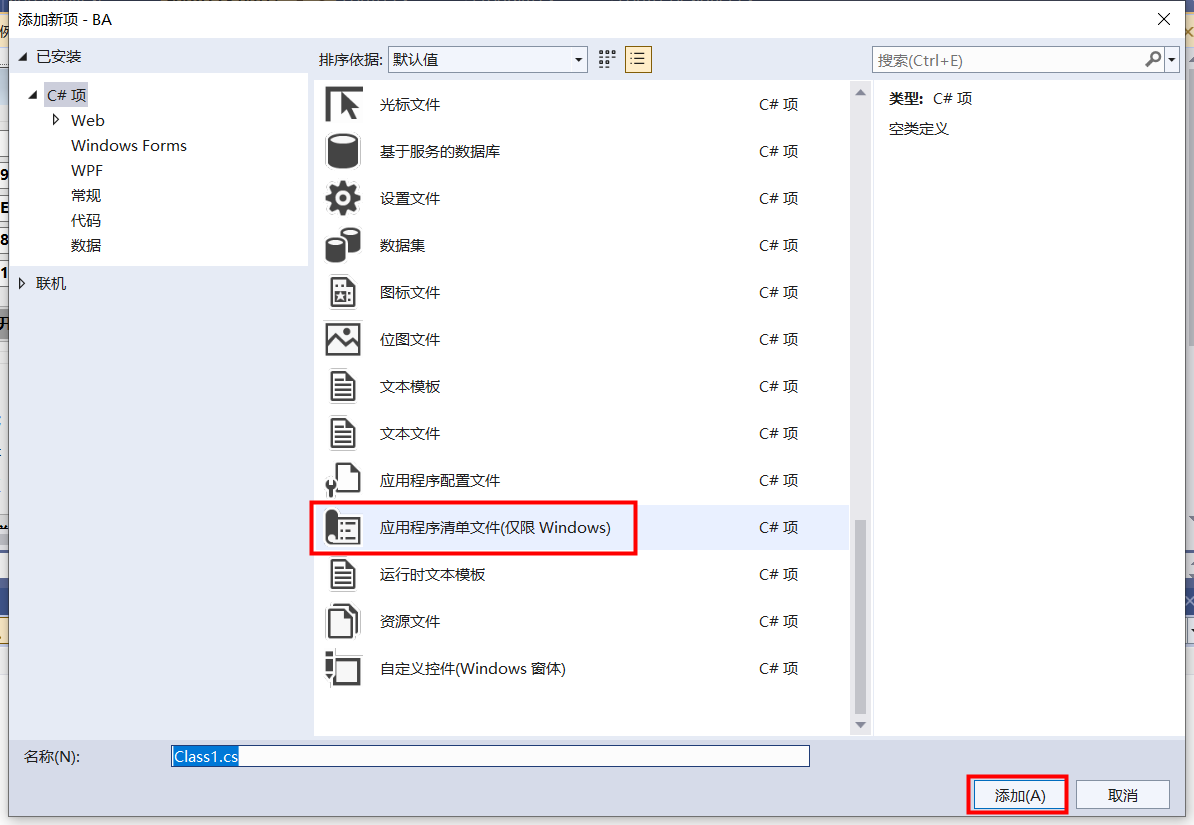 添加新项 - BA
已安装
排序依据: 默认值
搜索(Ctrl+E)
C# 项
Web
Windows Forms
WPF
常规
代码
数据
联机
光标文件 C# 项
基于服务的数据库 C# 项
设置文件 C# 项
数据集 C# 项
图标文件 C# 项
位图文件 C# 项
文本模板 C# 项
文本文件 C# 项
应用程序配置文件 C# 项
应用程序清单文件(仅限 Windows) C# 项
运行时文本模板 C# 项
资源文件 C# 项
自定义控件(Windows 窗体) C# 项
类型: C# 项
空类定义
名称(N): Class1.cs
添加(A) 取消